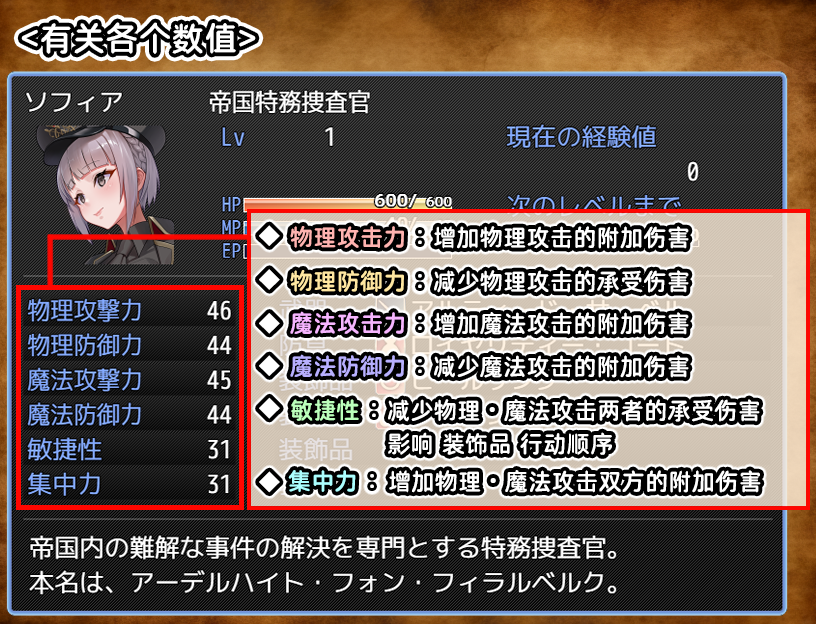 <有关各个数值>
ソフィア 帝国特務捜査官
Lv 1 現在の経験値
0
HP 600/ 600
次のレベルまで
MP
EP
◇物理攻击力：增加物理攻击的附加伤害
◇物理防御力：减少物理攻击的承受伤害
◇魔法攻击力：增加魔法攻击的附加伤害
◇魔法防御力：减少魔法攻击的附加伤害
◇敏捷性：减少物理・魔法攻击两者的承受伤害
影响 装饰品 行动顺序
◇集中力：增加物理・魔法攻击双方的附加伤害
物理攻撃力 46
物理防御力 44
魔法攻撃力 45
魔法防御力 44
敏捷性 31
集中力 31
装飾品
帝国内の難解な事件の解決を専門とする特務捜査官。
本名は、アーデルハイト・フォン・フィラルベルク。